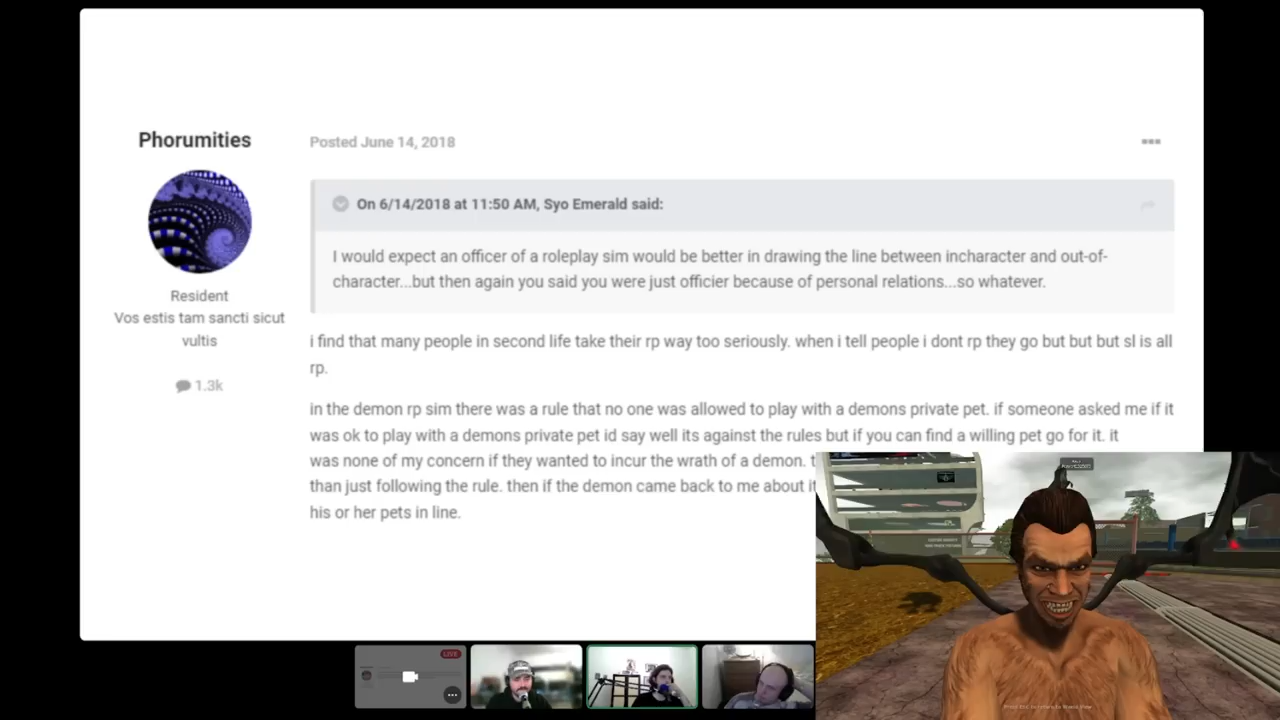 Phorumities
Posted June 14, 2018
On 6/14/2018 at 11:50 AM, Syo Emerald said:
I would expect an officer of a roleplay sim would be better in drawing the line between incharacter and out-of-
character...but then again you said you were just officier because of personal relations...so whatever.
Resident
Vos estis tam sancti sicut
vultis
1.3k
i find that many people in second life take their rp way too seriously. when i tell people i dont rp they go but but but sl is all
rp.
in the demon rp sim there was a rule that no one was allowed to play with a demons private pet. if someone asked me if it
was ok to play with a demons private pet id say well its against the rules but if you can find a willing pet go for it. it
was none of my concern if they wanted to incur the wrath of a demon.
than just following the rule. then if the demon came back to me about it
his or her pets in line.
LIVE